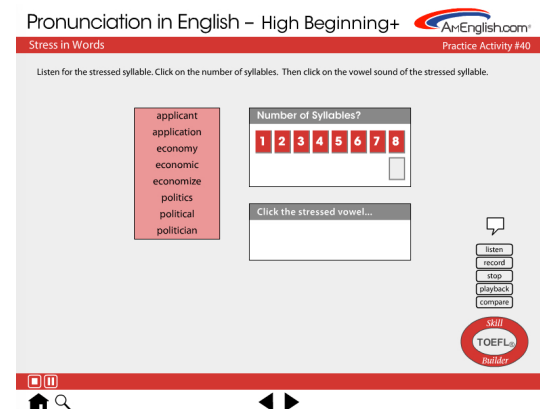 Pronunciation in English – High Beginning+
AMEnglish.com®
Stress in Words
Practice Activity #40
Listen for the stressed syllable. Click on the number of syllables. Then click on the vowel sound of the stressed syllable.
applicant
application
economy
economic
economize
politics
political
politician
Number of Syllables?
1 2 3 4 5 6 7 8
Click the stressed vowel...
listen
record
stop
playback
compare
Skill
TOEFL®
Builder